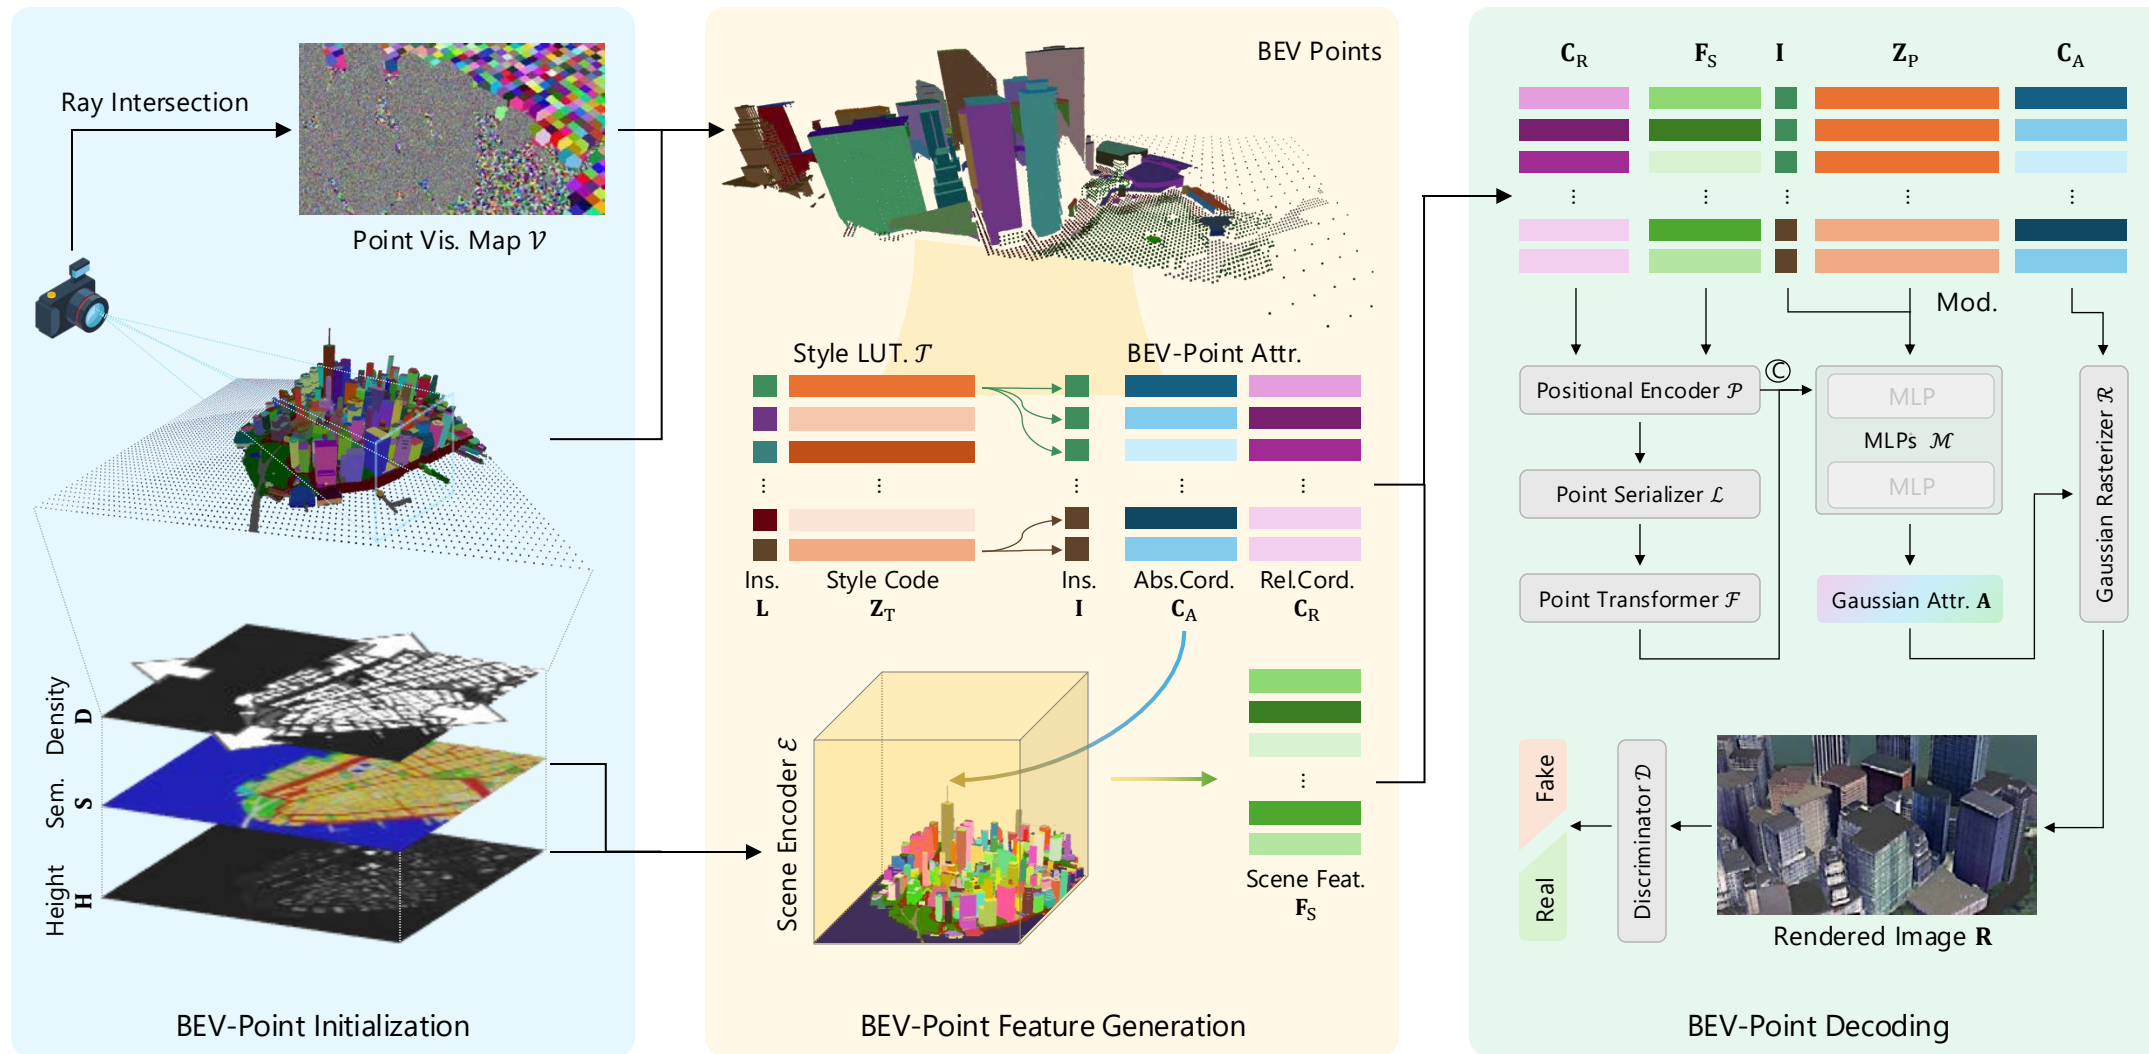 Ray Intersection
Point Vis. Map 𝒱
Density
D
Sem.
S
Height
H
BEV-Point Initialization
BEV Points
Style LUT. 𝒯
BEV-Point Attr.
⋮ ⋮ ⋮ ⋮ ⋮
Ins.
L
Style Code
Z_T
Ins.
I
Abs.Cord.
C_A
Rel.Cord.
C_R
Scene Encoder ℰ
⋮
Scene Feat.
F_S
BEV-Point Feature Generation
C_R F_S I Z_P C_A
⋮ ⋮ ⋮ ⋮ ⋮
Mod.
©
Positional Encoder 𝒫
Point Serializer ℒ
Point Transformer ℱ
MLP
MLPs ℳ
MLP
Gaussian Attr. A
Gaussian Rasterizer ℛ
Fake
Real
Discriminator 𝒟
Rendered Image R
BEV-Point Decoding